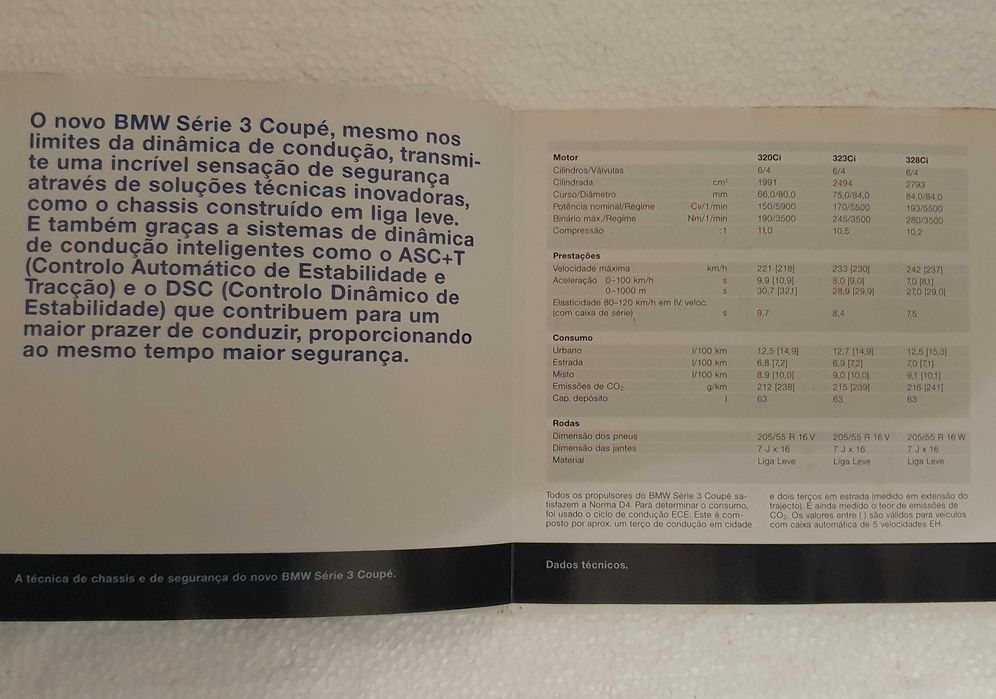 O novo BMW Série 3 Coupé, mesmo nos
limites da dinâmica de condução, transmi-
te uma incrível sensação de segurança
através de soluções técnicas inovadoras,
como o chassis construído em liga leve.
E também graças a sistemas de dinâmica
de condução inteligentes como o ASC+T
(Controlo Automático de Estabilidade e
Tracção) e o DSC (Controlo Dinâmico de
Estabilidade) que contribuem para um
maior prazer de conduzir, proporcionando
ao mesmo tempo maior segurança.
A técnica de chassis e de segurança do novo BMW Série 3 Coupé.
Motor 320Ci 323Ci 328Ci
Cilindros/Válvulas 6/4 6/4 6/4
Cilindrada cm³ 1991 2494 2793
Curso/Diâmetro mm 66,0/80,0 75,0/84,0 84,0/84,0
Potência nominal/Regime Cv/1/min 150/5900 170/5500 193/5500
Binário máx./Regime Nm/1/min 190/3500 245/3500 280/3500
Compressão :1 11,0 10,5 10,2
Prestações
Velocidade máxima km/h 221 [218] 233 [230] 242 [237]
Aceleração 0–100 km/h s 9,9 [10,9] 8,0 [9,0] 7,0 [8,1]
0–1000 m s 30,7 [32,1] 28,9 [29,9] 27,0 [29,0]
Elasticidade 80–120 km/h em IV. veloc.
(com caixa de série) s 9,7 8,4 7,5
Consumo
Urbano l/100 km 12,5 [14,9] 12,7 [14,9] 12,5 [15,3]
Estrada l/100 km 6,8 [7,2] 6,9 [7,2] 7,0 [7,1]
Misto l/100 km 8,9 [10,0] 9,0 [10,0] 9,1 [10,1]
Emissões de CO₂ g/km 212 [238] 215 [239] 216 [241]
Cap. depósito l 63 63 63
Rodas
Dimensão dos pneus 205/55 R 16 V 205/55 R 16 V 205/55 R 16 W
Dimensão das jantes 7 J x 16 7 J x 16 7 J x 16
Material Liga Leve Liga Leve Liga Leve
Todos os propulsores do BMW Série 3 Coupé sa-
tisfazem a Norma D4. Para determinar o consumo,
foi usado o ciclo de condução ECE. Este é com-
posto por aprox. um terço de condução em cidade
e dois terços em estrada (medido em extensão do
trajecto). É ainda medido o teor de emissões de
CO₂. Os valores entre ( ) são válidos para veículos
com caixa automática de 5 velocidades EH.
Dados técnicos.